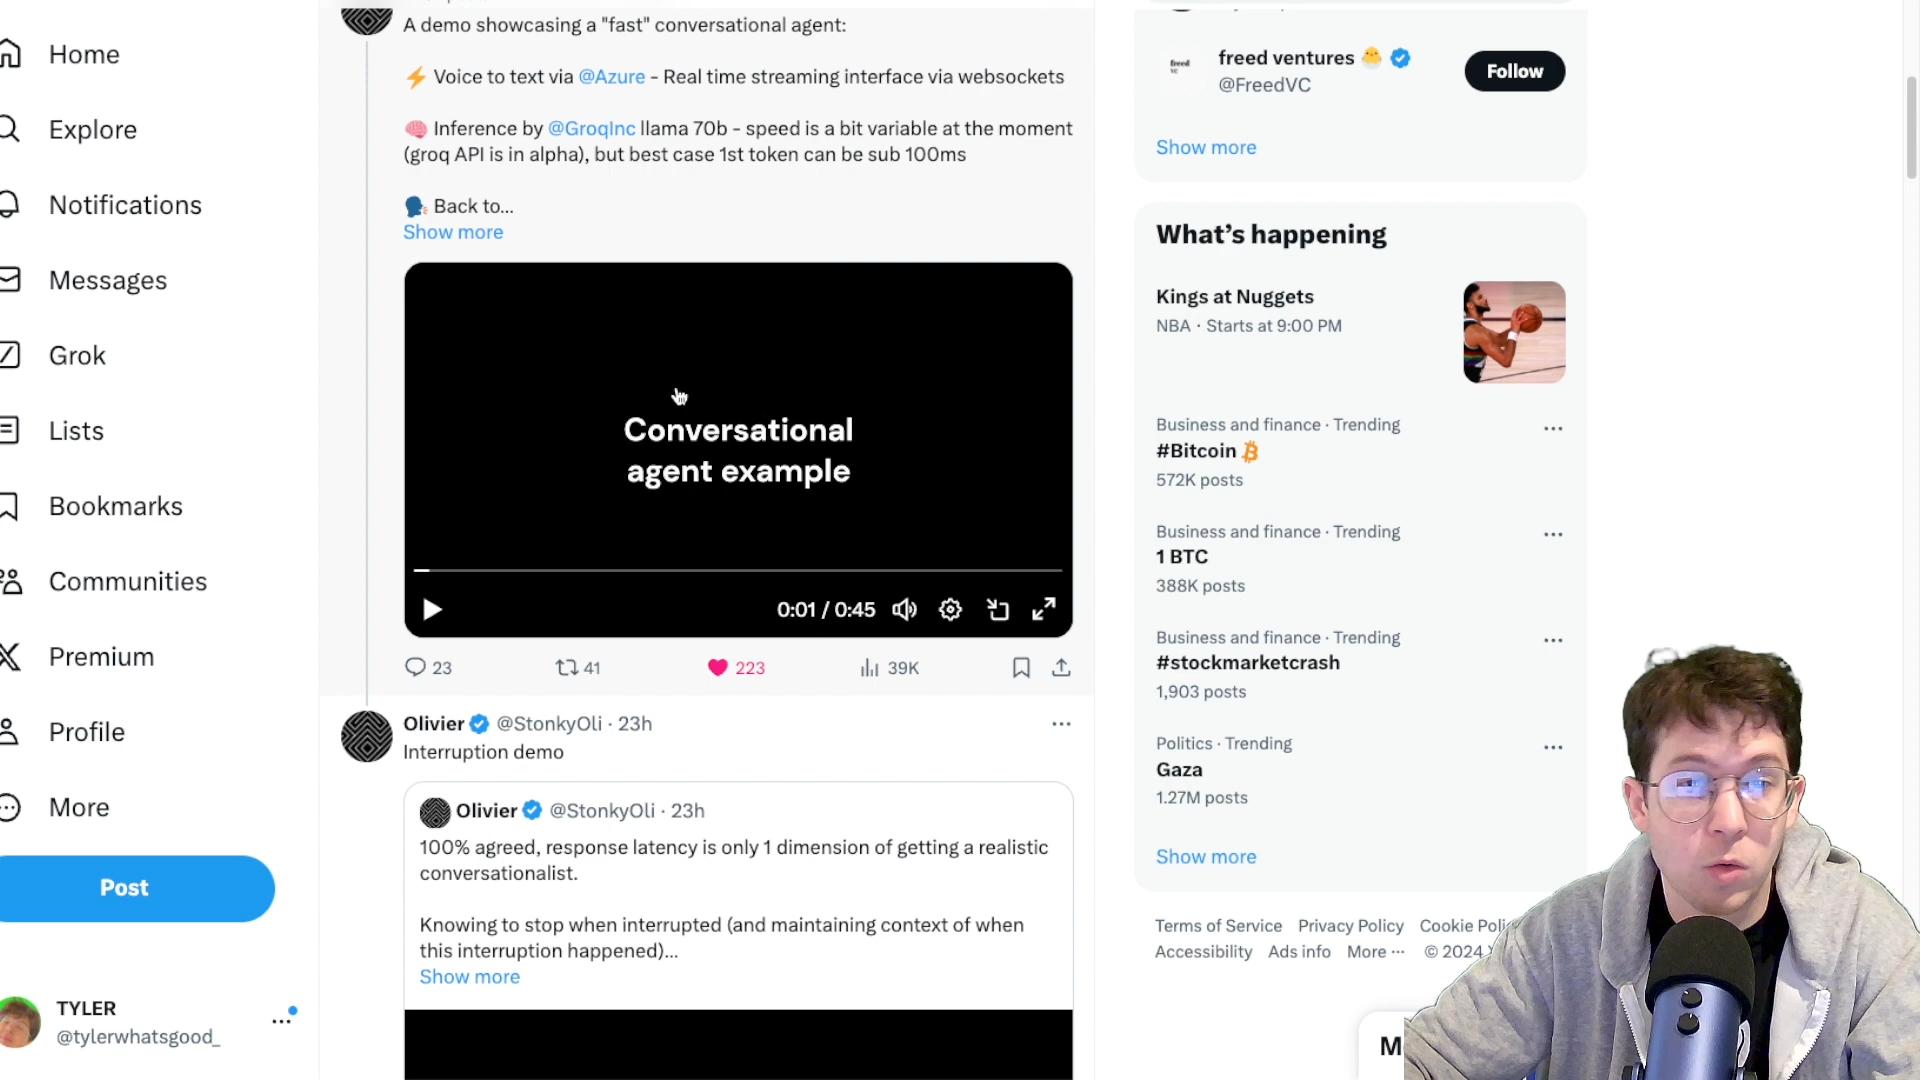 Home
Explore
Notifications
Messages
Grok
Lists
Bookmarks
Communities
Premium
Profile
More
Post
TYLER
@tylerwhatsgood_
A demo showcasing a "fast" conversational agent:
⚡ Voice to text via @Azure - Real time streaming interface via websockets
🧠 Inference by @GroqInc llama 70b - speed is a bit variable at the moment
(groq API is in alpha), but best case 1st token can be sub 100ms
🗣 Back to...
Show more
Conversational
agent example
0:01 / 0:45
23
41
223
39K
Olivier @StonkyOli · 23h
Interruption demo
Olivier @StonkyOli · 23h
100% agreed, response latency is only 1 dimension of getting a realistic
conversationalist.
Knowing to stop when interrupted (and maintaining context of when
this interruption happened)...
Show more
freed ventures 🐣
@FreedVC
Follow
Show more
What's happening
Kings at Nuggets
NBA · Starts at 9:00 PM
Business and finance · Trending
#Bitcoin
572K posts
Business and finance · Trending
1 BTC
388K posts
Business and finance · Trending
#stockmarketcrash
1,903 posts
Politics · Trending
Gaza
1.27M posts
Show more
Terms of Service Privacy Policy Cookie
Accessibility Ads info More ··· © 2024